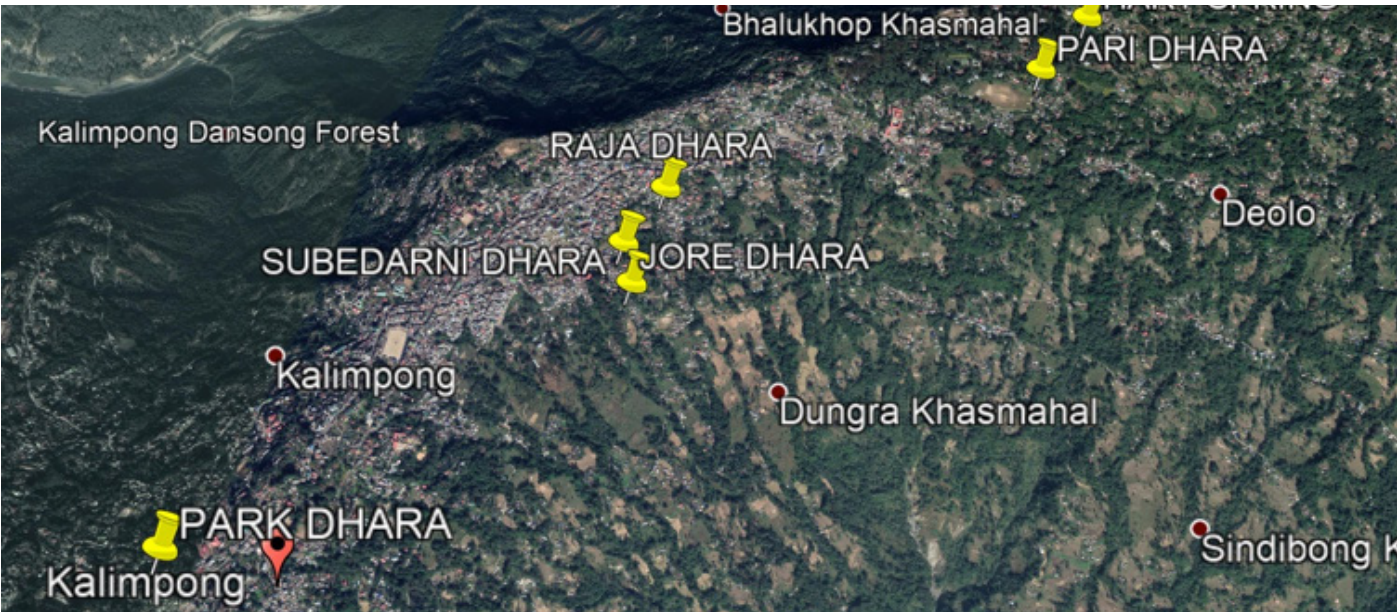 Bhalukhop Khasmahal
PARI DHARA
Kalimpong Dansong Forest
RAJA DHARA
Deolo
SUBEDARNI DHARA
JORE DHARA
Kalimpong
Dungra Khasmahal
PARK DHARA
Sindibong K
Kalimpong